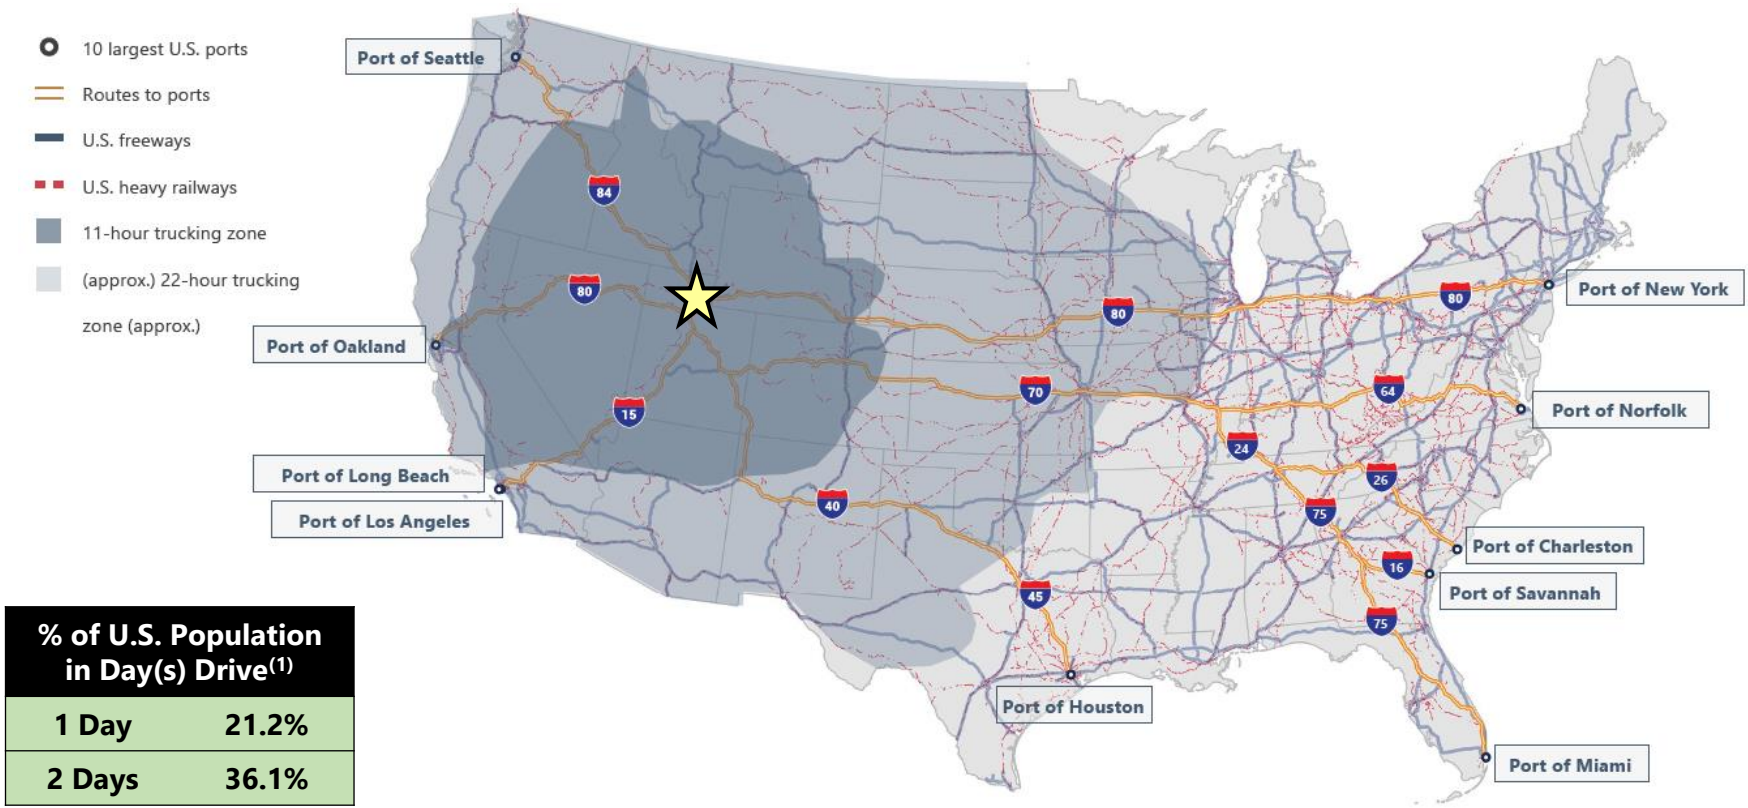 10 largest U.S. ports
Routes to ports
U.S. freeways
U.S. heavy railways
11-hour trucking zone
(approx.) 22-hour trucking
zone (approx.)
Port of Seattle
84
80
80
80
Port of New York
Port of Oakland
15
70
64
Port of Norfolk
24
Port of Long Beach
26
40
75
Port of Los Angeles
Port of Charleston
16
Port of Savannah
45
75
Port of Houston
Port of Miami
% of U.S. Population
in Day(s) Drive(1)
1 Day 21.2%
2 Days 36.1%